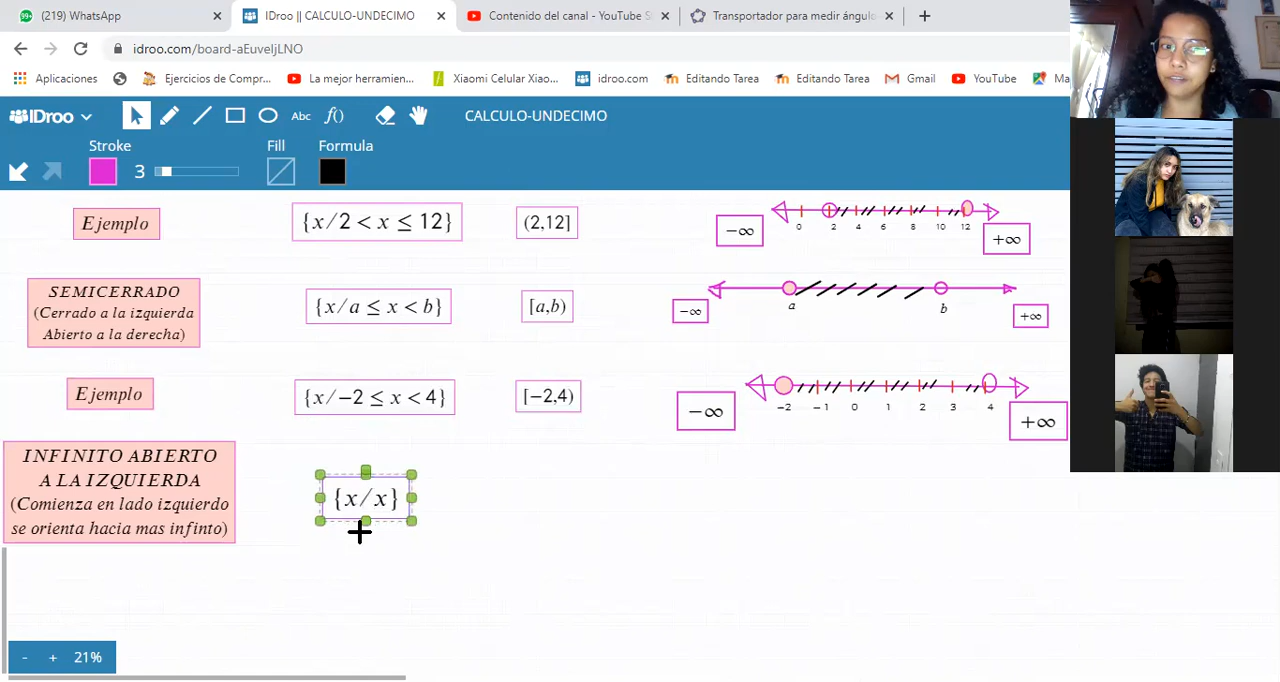 (219) WhatsApp
IDroo || CALCULO-UNDECIMO
Contenido del canal - YouTube S
Transportador para medir ángulo
idroo.com/board-aEuveljLNO
Aplicaciones
Ejercicios de Compr...
La mejor herramien...
Xiaomi Celular Xiao...
idroo.com
Editando Tarea
Editando Tarea
Gmail
YouTube
Ma
IDroo
Abc
f()
CALCULO-UNDECIMO
Stroke
3
Fill
Formula
Ejemplo
{x/2 < x ≤ 12}
(2,12]
−∞
0 2 4 6 8 10 12
+∞
SEMICERRADO
(Cerrado a la izquierda
Abierto a la derecha)
{x/a ≤ x < b}
[a,b)
−∞
a b
+∞
Ejemplo
{x/−2 ≤ x < 4}
[−2,4)
−∞
−2 −1 0 1 2 3 4
+∞
INFINITO ABIERTO
A LA IZQUIERDA
(Comienza en lado izquierdo
se orienta hacia mas infinto)
{x/x}
- + 21%